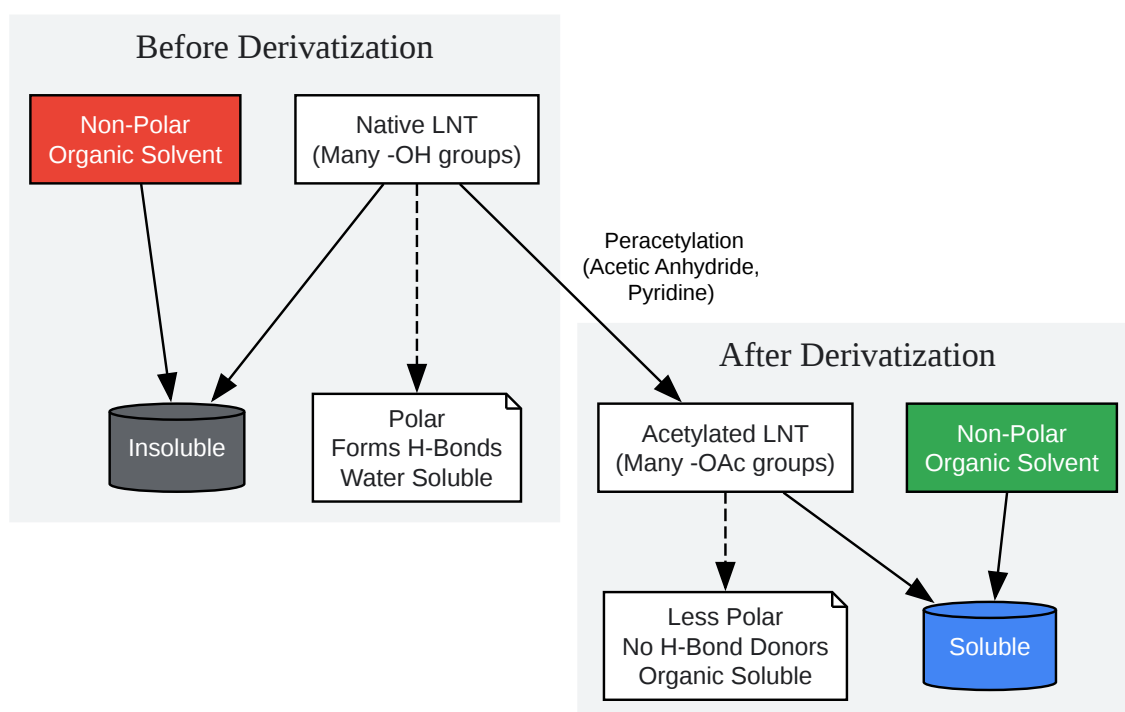 Before Derivatization
Non-Polar
Organic Solvent
Native LNT
(Many -OH groups)
Peracetylation
(Acetic Anhydride,
Pyridine)
Insoluble
Polar
Forms H-Bonds
Water Soluble
After Derivatization
Acetylated LNT
(Many -OAc groups)
Non-Polar
Organic Solvent
Less Polar
No H-Bond Donors
Organic Soluble
Soluble